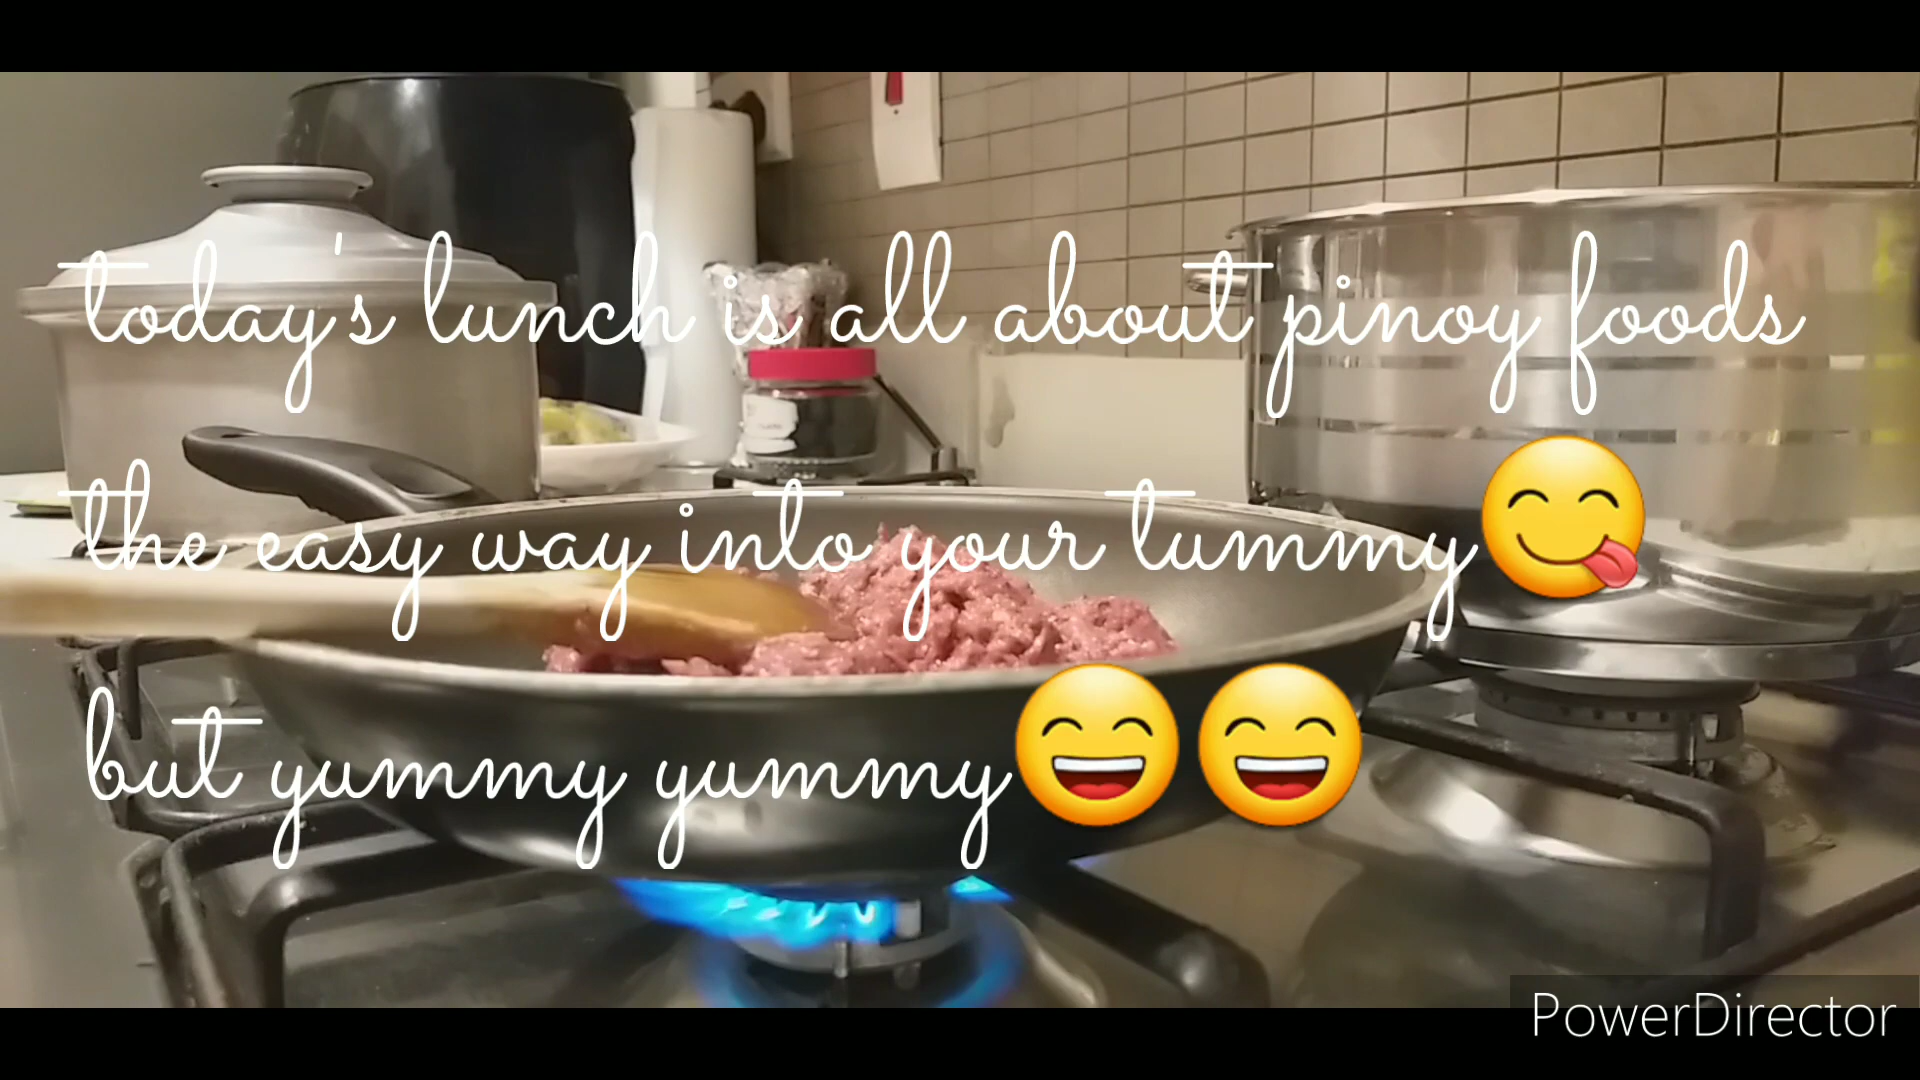 today's lunch is all about pinoy foods
the easy way into your tummy😋
but yummy yummy😄😄
PowerDirector